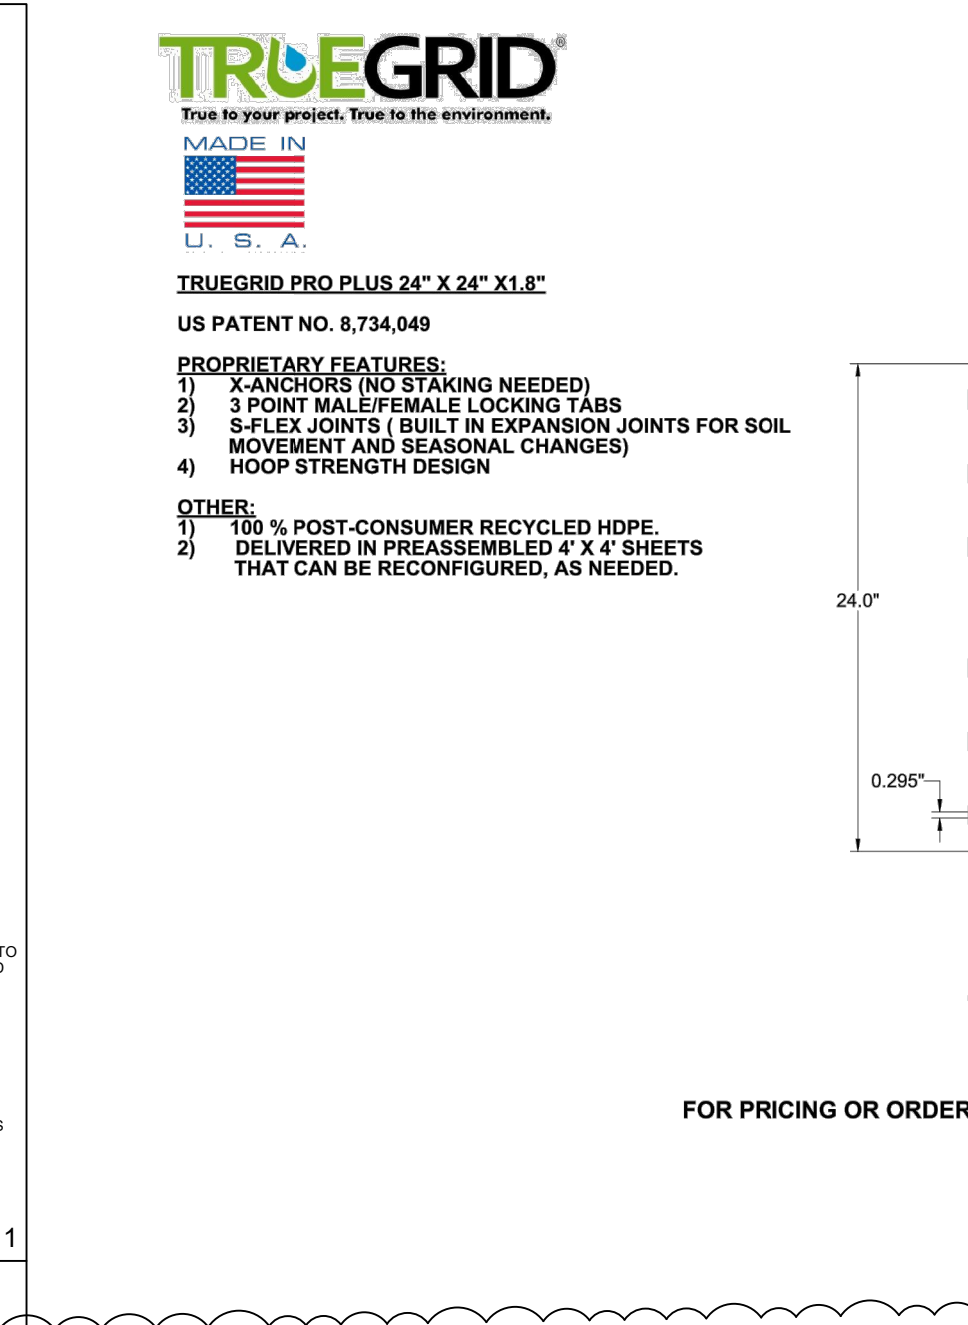 TRUEGRID®
True to your project. True to the environment.
MADE IN
U. S. A.
TRUEGRID PRO PLUS 24" X 24" X1.8"
US PATENT NO. 8,734,049
PROPRIETARY FEATURES:
1) X-ANCHORS (NO STAKING NEEDED)
2) 3 POINT MALE/FEMALE LOCKING TABS
3) S-FLEX JOINTS ( BUILT IN EXPANSION JOINTS FOR SOIL
MOVEMENT AND SEASONAL CHANGES)
4) HOOP STRENGTH DESIGN
OTHER:
1) 100 % POST-CONSUMER RECYCLED HDPE.
2) DELIVERED IN PREASSEMBLED 4' X 4' SHEETS
THAT CAN BE RECONFIGURED, AS NEEDED.
24.0"
0.295"
TO
FOR PRICING OR ORDER
1